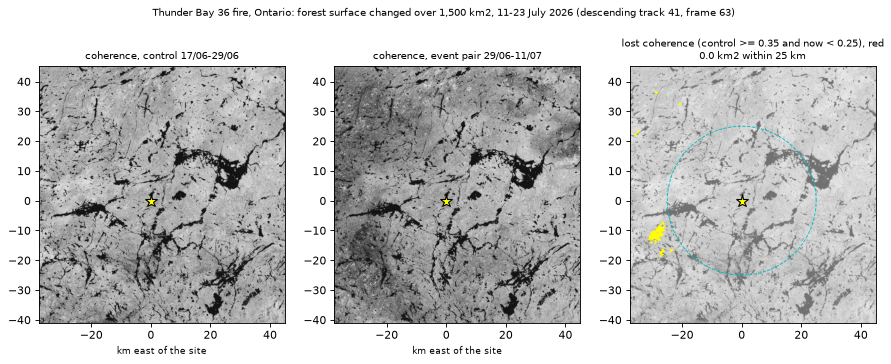 Thunder Bay 36 fire, Ontario: forest surface changed over 1,500 km2, 11-23 July 2026 (descending track 41, frame 63)
coherence, control 17/06-29/06
coherence, event pair 29/06-11/07
lost coherence (control >= 0.35 and now < 0.25), red
0.0 km2 within 25 km
40
30
20
10
0
−10
−20
−30
−40
40
30
20
10
0
−10
−20
−30
−40
40
30
20
10
0
−10
−20
−30
−40
−20 0 20 40
−20 0 20 40
−20 0 20 40
km east of the site
km east of the site